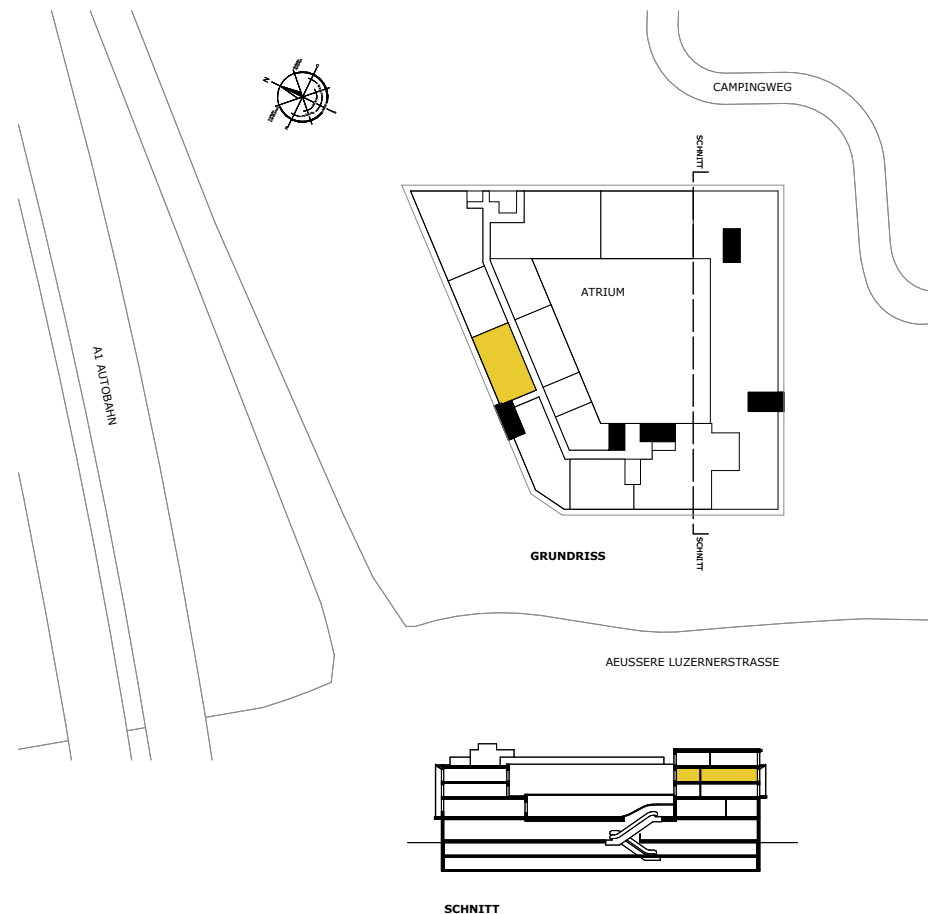 CAMPINGWEG
N
SCHNITT
ATRIUM
A1 AUTOBAHN
SCHNITT
GRUNDRISS
AEUSSERE LUZERNERSTRASSE
SCHNITT